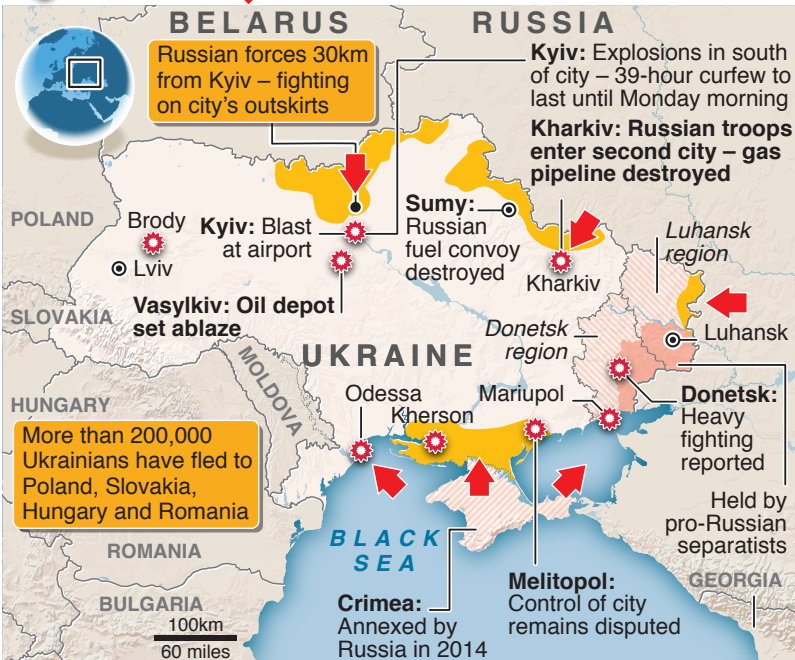 BELARUS
RUSSIA
Russian forces 30km
from Kyiv – fighting
on city's outskirts
Kyiv: Explosions in south
of city – 39-hour curfew to
last until Monday morning
Kharkiv: Russian troops
enter second city – gas
pipeline destroyed
POLAND
Brody
Lviv
Kyiv: Blast
at airport
Sumy:
Russian
fuel convoy
destroyed
Kharkiv
Luhansk
region
Vasylkiv: Oil depot
set ablaze
SLOVAKIA
Donetsk
region
Luhansk
UKRAINE
MOLDOVA
HUNGARY
Odessa
Kherson
Mariupol
Donetsk:
Heavy
fighting
reported
More than 200,000
Ukrainians have fled to
Poland, Slovakia,
Hungary and Romania
Held by
pro-Russian
separatists
BLACK
SEA
ROMANIA
GEORGIA
BULGARIA
100km
60 miles
Crimea:
Annexed by
Russia in 2014
Melitopol:
Control of city
remains disputed